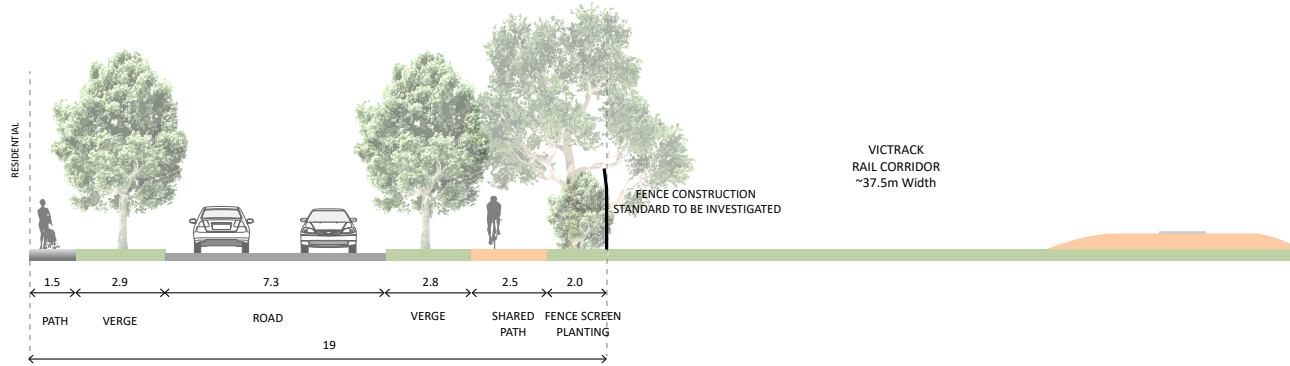 RESIDENTIAL
VICTRACK
RAIL CORRIDOR
~37.5m Width
FENCE CONSTRUCTION
STANDARD TO BE INVESTIGATED
1.5
2.9
7.3
2.8
2.5
2.0
PATH
VERGE
ROAD
VERGE
SHARED
PATH
FENCE SCREEN
PLANTING
19